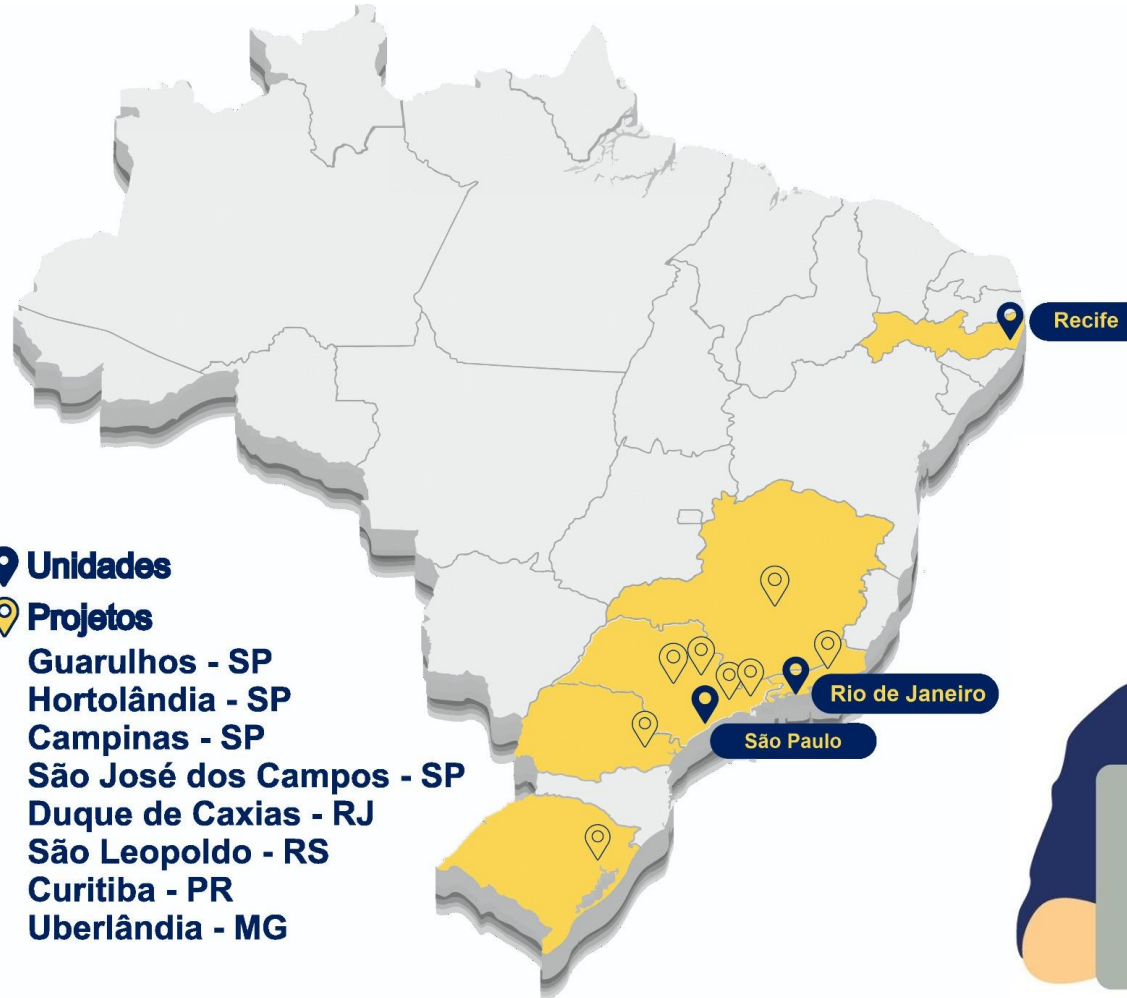 Recife
Unidades
Projetos
Guarulhos - SP
Hortolândia - SP
Campinas - SP
São José dos Campos - SP
Duque de Caxias - RJ
São Leopoldo - RS
Curitiba - PR
Uberlândia - MG
Rio de Janeiro
São Paulo